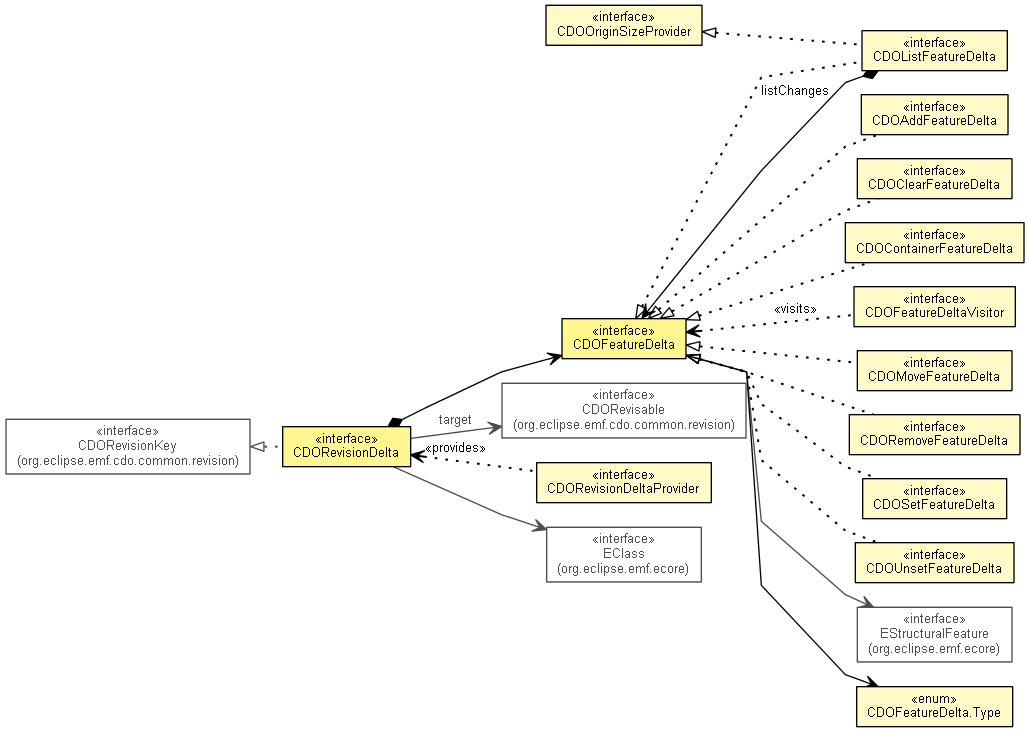 «interface»
CDOOriginSizeProvider
«interface»
CDOListFeatureDelta
listChanges
«interface»
CDOAddFeatureDelta
«interface»
CDOClearFeatureDelta
«interface»
CDOContainerFeatureDelta
«visits»
«interface»
CDOFeatureDeltaVisitor
«interface»
CDOFeatureDelta
«interface»
CDOMoveFeatureDelta
«interface»
CDORevisable
(org.eclipse.emf.cdo.common.revision)
target
«interface»
CDORevisionKey
(org.eclipse.emf.cdo.common.revision)
«interface»
CDORevisionDelta
«provides»
«interface»
CDORemoveFeatureDelta
«interface»
CDORevisionDeltaProvider
«interface»
CDOSetFeatureDelta
«interface»
EClass
(org.eclipse.emf.ecore)
«interface»
CDOUnsetFeatureDelta
«interface»
EStructuralFeature
(org.eclipse.emf.ecore)
«enum»
CDOFeatureDelta.Type